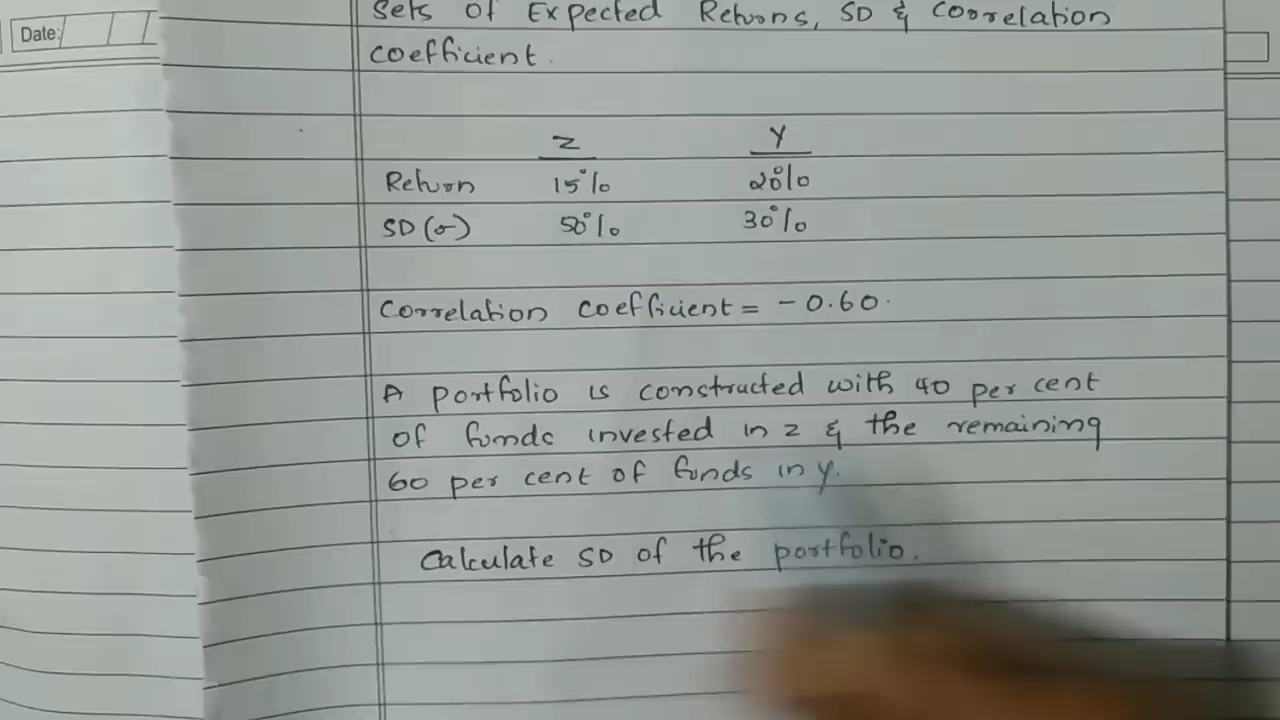 Date:
Sets of Expected Returns, SD & Correlation
coefficient.
Z Y
Return 15% 20%
SD (σ) 50% 30%
Correlation coefficient = -0.60.
A portfolio is constructed with 40 per cent
of funds invested in z & the remaining
60 per cent of funds in y.
Calculate SD of the portfolio.